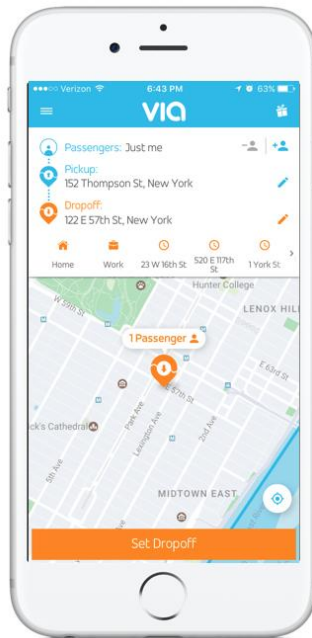 Verizon 6:43 PM 63%
VIA
Passengers: Just me
Pickup:
152 Thompson St, New York
Dropoff:
122 E 57th St, New York
Home
Work
23 W 16th St
520 E 117th
St
1 York St
Hunter College
W 59th St
LENOX HILL
1 Passenger
E 63rd St
E 57th St
ck's Cathedral
Park Ave
Lexington Ave
2nd Ave
5th Ave
MIDTOWN EAST
Set Dropoff